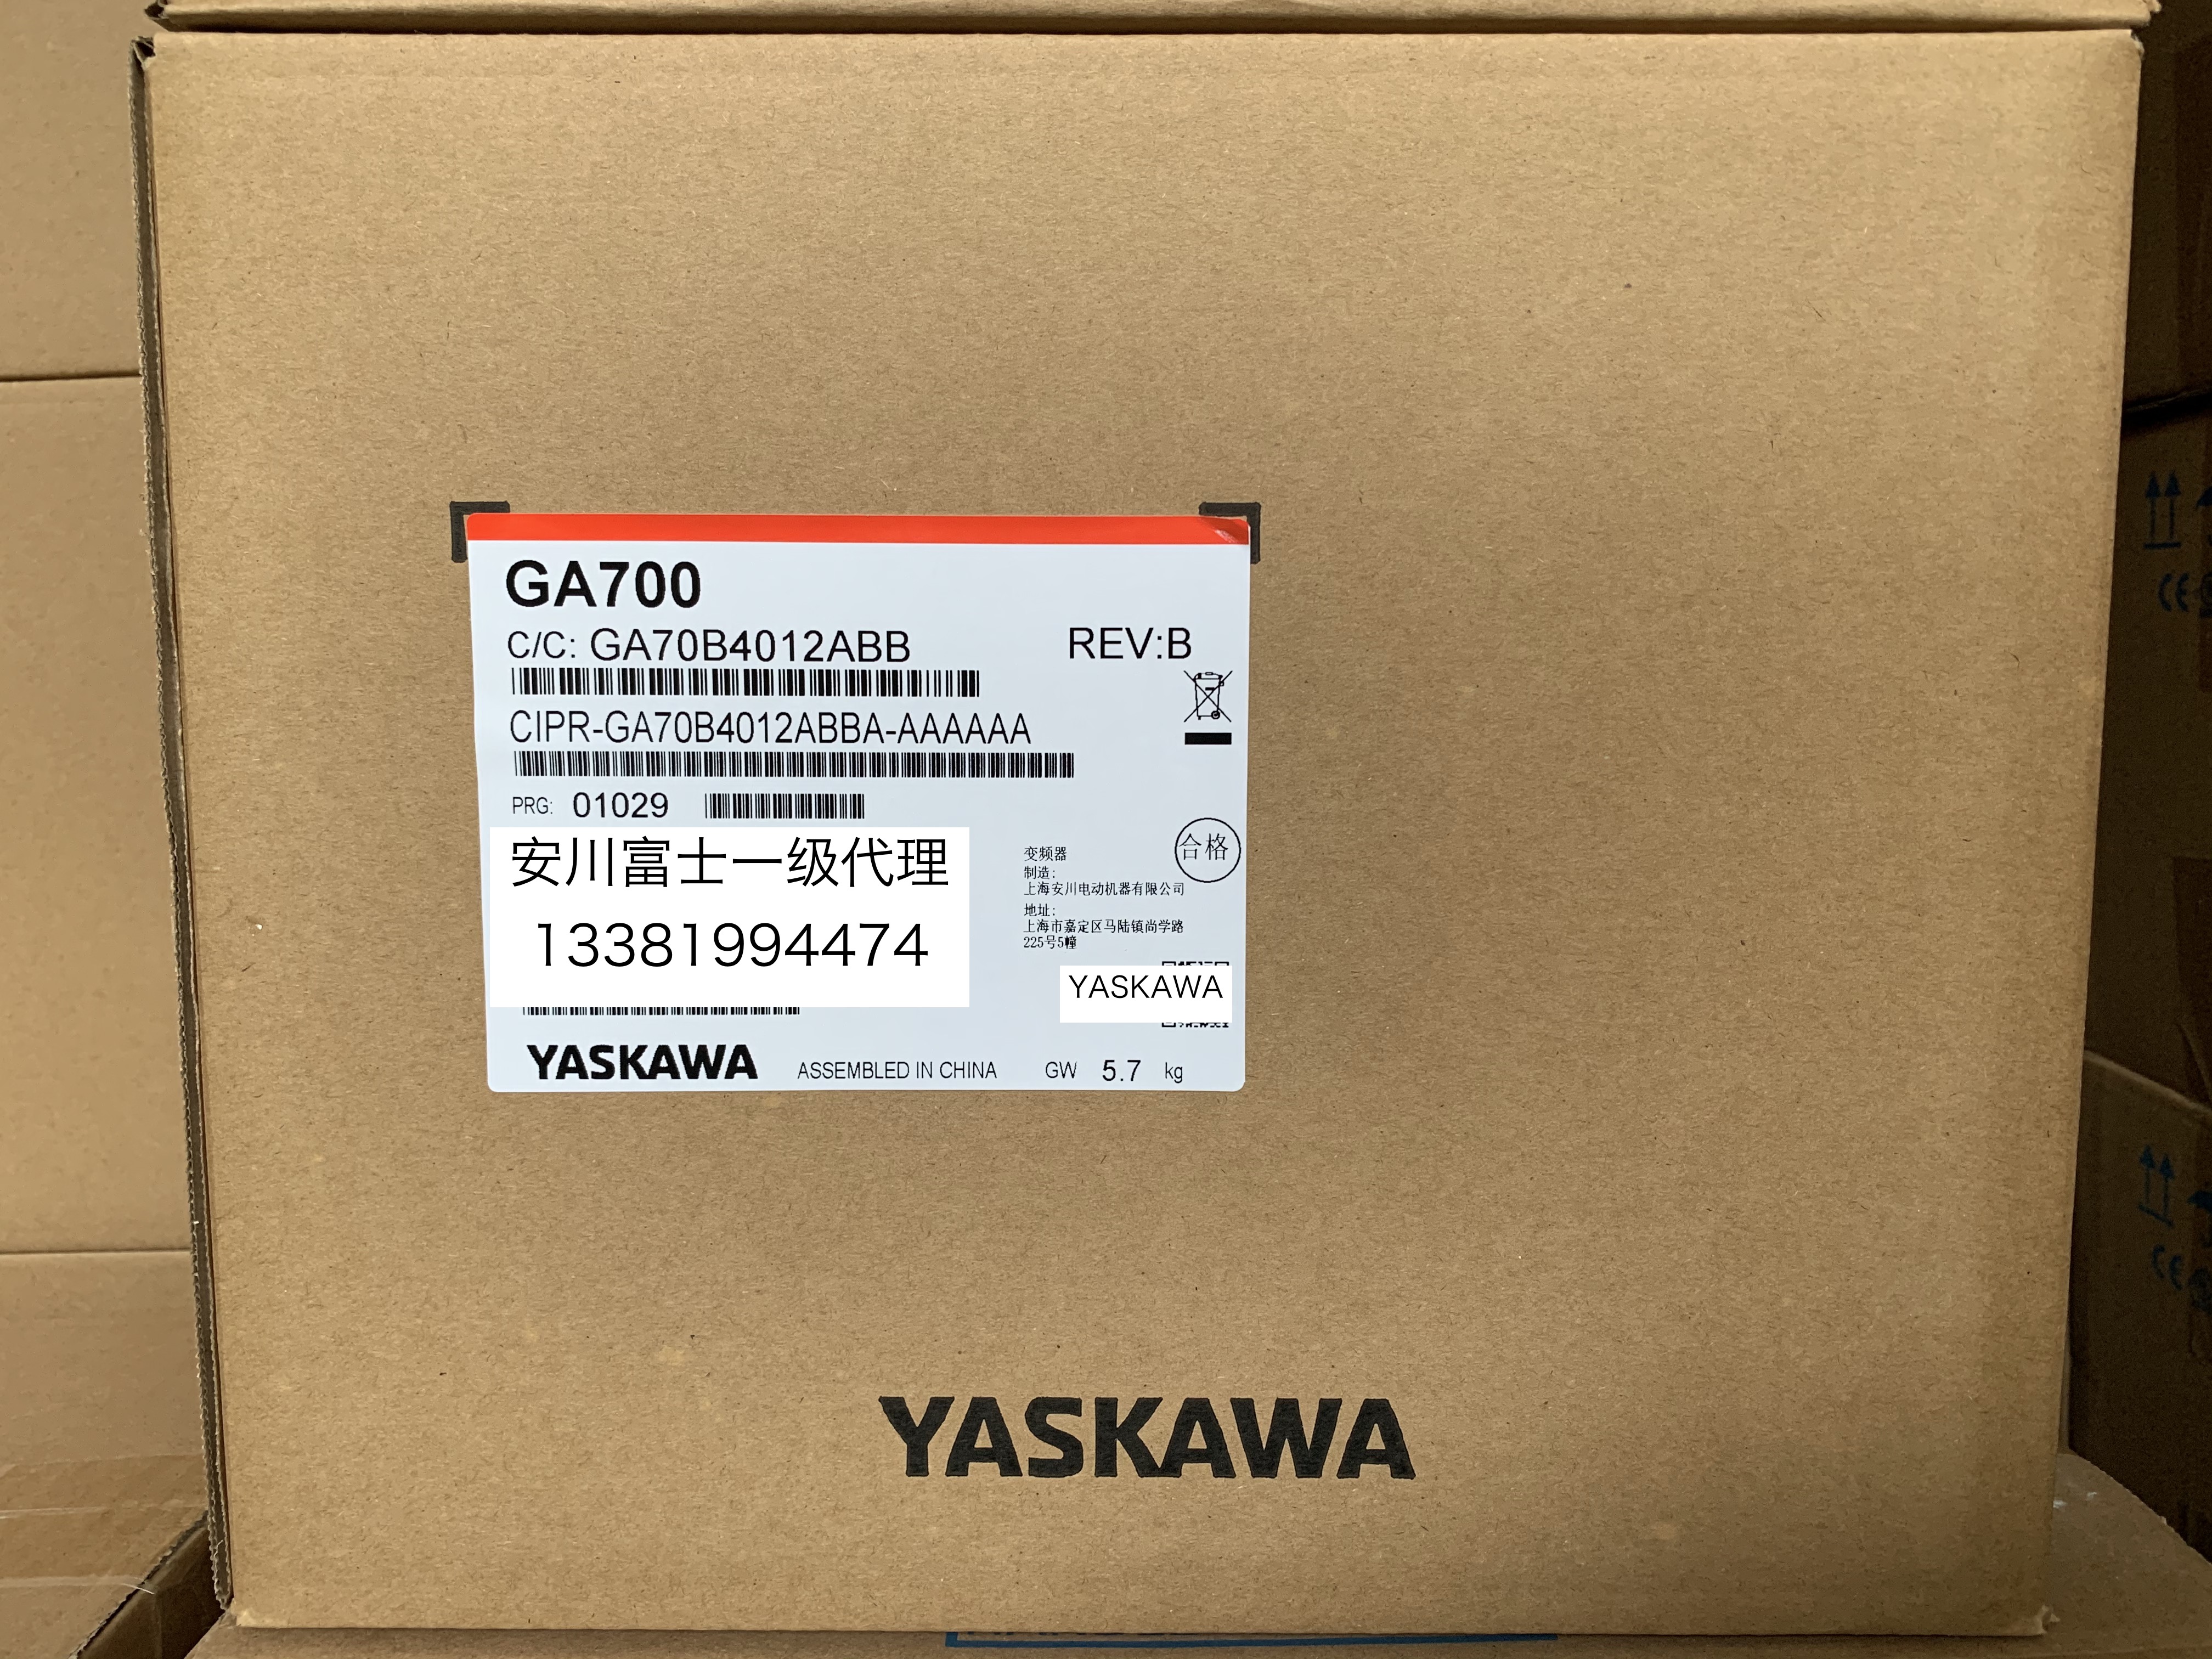 GA700
C/C: GA70B4012ABB
REV:B
CIPR-GA70B4012ABBA-AAAAAA
PRG: 01029
安川富士一级代理
13381994474
合格
变频器
制造:
上海安川电动机器有限公司
地址:
上海市嘉定区马陆镇尚学路
225号5幢
YASKAWA
YASKAWA ASSEMBLED IN CHINA GW 5.7 kg
YASKAWA
CE
CE